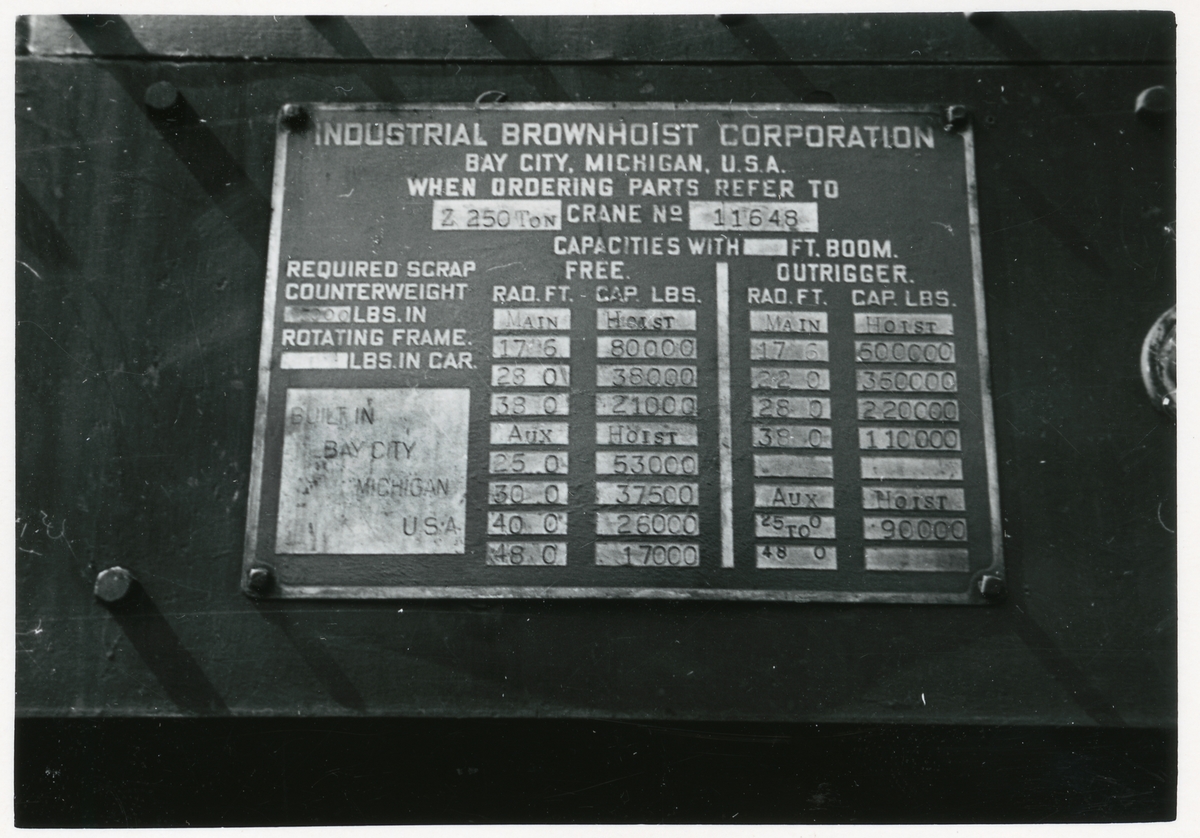 INDUSTRIAL BROWNHOIST CORPORATION
BAY CITY, MICHIGAN, U.S.A.
WHEN ORDERING PARTS REFER TO
Z 250 TON CRANE Nº 11648
CAPACITIES WITH FT. BOOM.
REQUIRED SCRAP
COUNTERWEIGHT
LBS. IN
ROTATING FRAME.
LBS. IN CAR.
BUILT IN
BAY CITY
MICHIGAN
U.S.A
FREE.
RAD. FT. - CAP. LBS.
MAIN HOIST
17 6 80000
28 0 38000
38 0 21000
AUX HOIST
25 0 53000
30 0 37500
40 0 26000
48 0 17000
OUTRIGGER.
RAD. FT. CAP. LBS.
MAIN HOIST
17 6 500000
22 0 350000
28 0 220000
38 0 110000
AUX HOIST
25 TO 0 90000
48 0